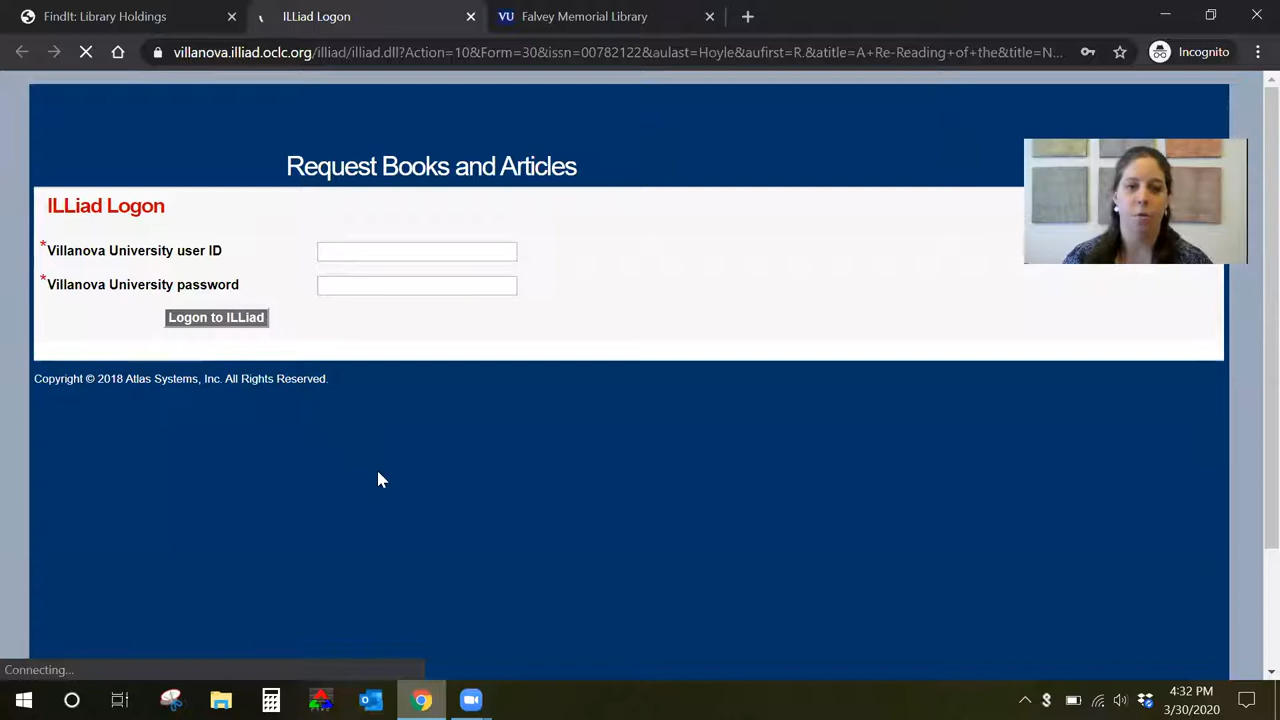 FindIt: Library Holdings
ILLiad Logon
VU Falvey Memorial Library
villanova.illiad.oclc.org/illiad/illiad.dll?Action=10&Form=30&issn=00782122&aulast=Hoyle&aufirst=R.&atitle=A+Re-Reading+of+the&title=N...
Incognito
Request Books and Articles
ILLiad Logon
*Villanova University user ID
*Villanova University password
Logon to ILLiad
Copyright © 2018 Atlas Systems, Inc. All Rights Reserved.
Connecting...
4:32 PM
3/30/2020